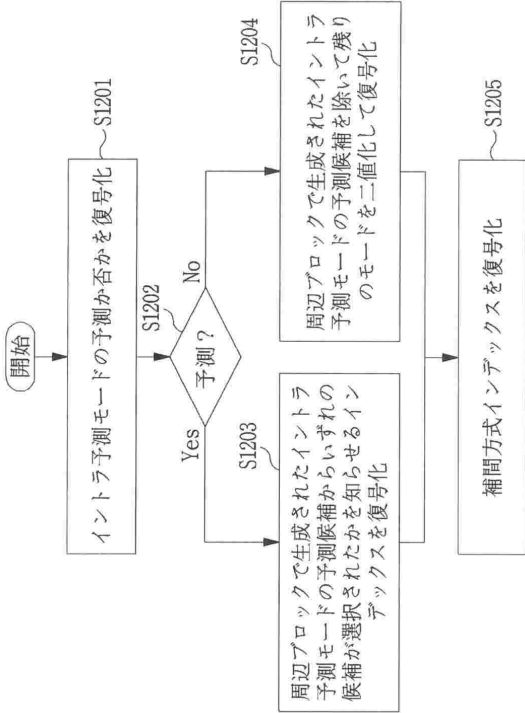 開始
イントラ予測モードの予測か否かを復号化
S1201
予測？
S1202
Yes
No
周辺ブロックで生成されたイントラ
予測モードの予測候補からいずれの
候補が選択されたかを知らせるイン
デックスを復号化
S1203
周辺ブロックで生成されたイントラ
予測モードの予測候補を除いて残り
のモードを二値化して復号化
S1204
補間方式インデックスを復号化
S1205